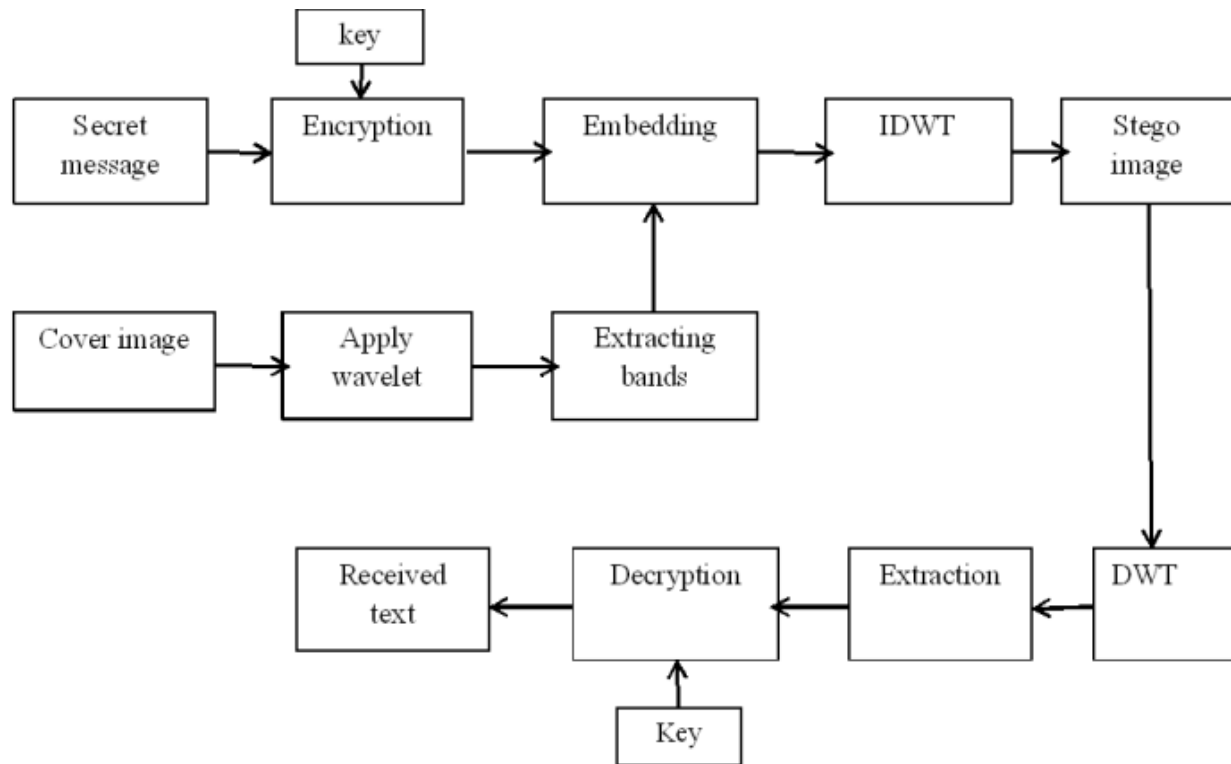 key
Secret
message
Encryption
Embedding
IDWT
Stego
image
Cover image
Apply
wavelet
Extracting
bands
Received
text
Decryption
Extraction
DWT
Key